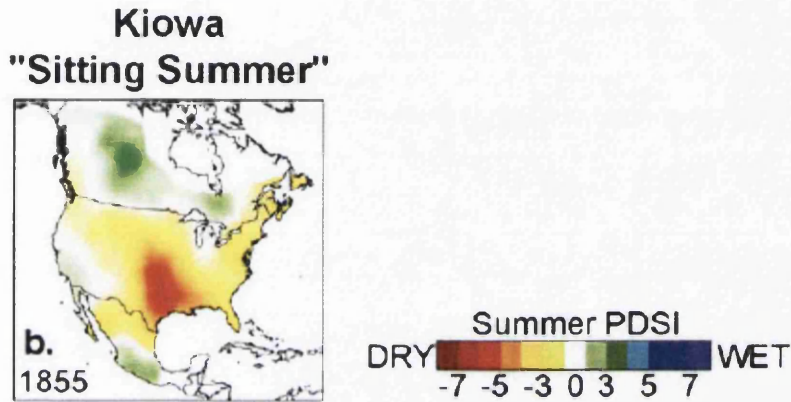 Kiowa
"Sitting Summer"
b.
1855
Summer PDSI
DRY WET
-7 -5 -3 0 3 5 7